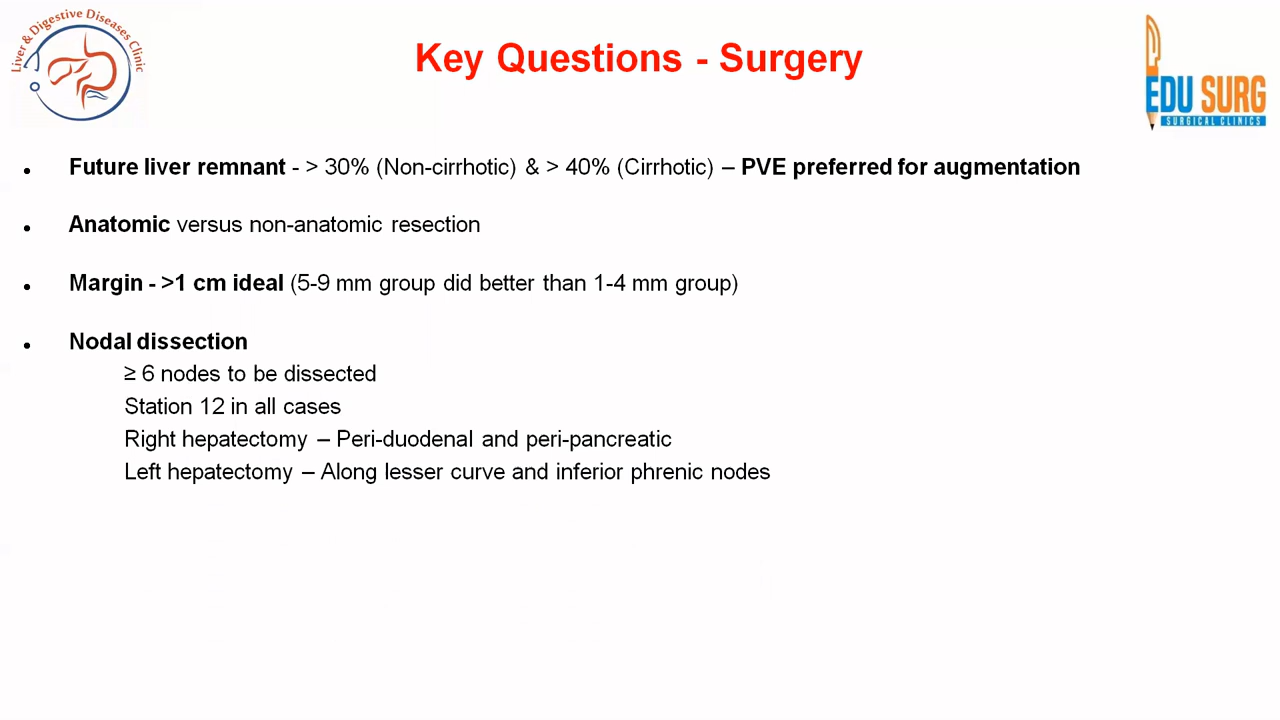 Liver & Digestive Diseases Clinic
Key Questions - Surgery
EDU SURG
SURGICAL CLINICS
• Future liver remnant - > 30% (Non-cirrhotic) & > 40% (Cirrhotic) – PVE preferred for augmentation
• Anatomic versus non-anatomic resection
• Margin - >1 cm ideal (5-9 mm group did better than 1-4 mm group)
• Nodal dissection
≥ 6 nodes to be dissected
Station 12 in all cases
Right hepatectomy – Peri-duodenal and peri-pancreatic
Left hepatectomy – Along lesser curve and inferior phrenic nodes